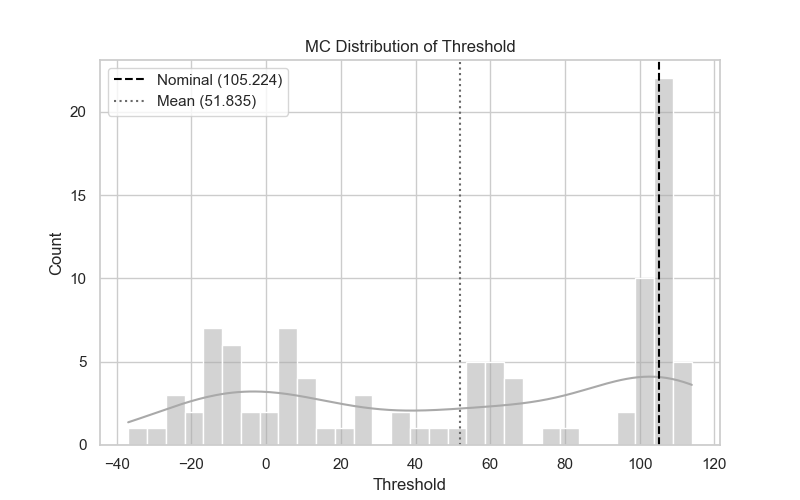 MC Distribution of Threshold
Nominal (105.224)
Mean (51.835)
Count
20
15
10
5
0
−40
−20
0
20
40
60
80
100
120
Threshold